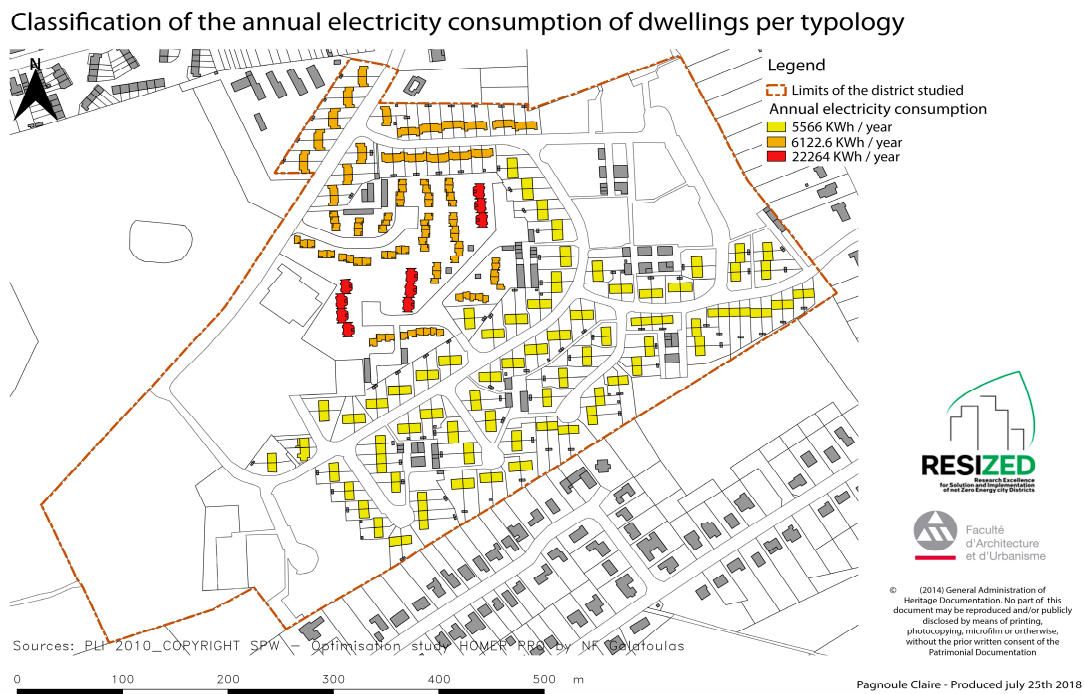 Classification of the annual electricity consumption of dwellings per typology
N
Legend
Limits of the district studied
Annual electricity consumption
5566 KWh / year
6122.6 KWh / year
22264 KWh / year
RESIZED
Research Excellence
for Solution and Implementation
of net Zero Energy city Districts
Faculté
d'Architecture
et d'Urbanisme
© (2014) General Administration of
Heritage Documentation. No part of this
document may be reproduced and/or publicly
disclosed by means of printing,
photocopying, microfilm or otherwise,
without the prior written consent of the
Patrimonial Documentation
Sources: PLI 2010_COPYRIGHT SPW – Optimisation study HOMER PRO by NF Galatoulas
0 100 200 300 400 500 m
Pagnoule Claire - Produced july 25th 2018